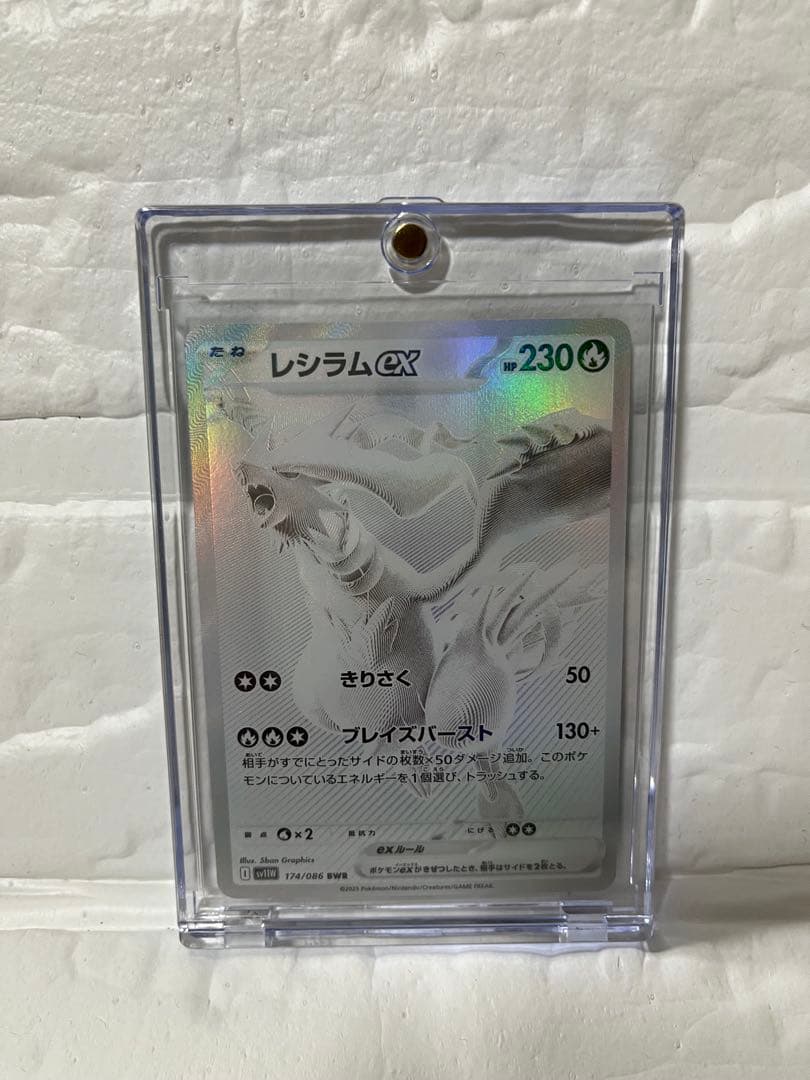 たね レシラムex HP230
きりさく 50
ブレイズバースト 130+
相手がすでにとったサイドの枚数×50ダメージ追加。このポケ
モンについているエネルギーを1個選び、トラッシュする。
弱点 ×2 抵抗力 にげる
exルール
ポケモンexがきぜつしたとき、相手はサイドを2枚とる。
Illus. 5ban Graphics
I sv11W 174/086 BWR
©2025 Pokémon/Nintendo/Creatures/GAME FREAK.